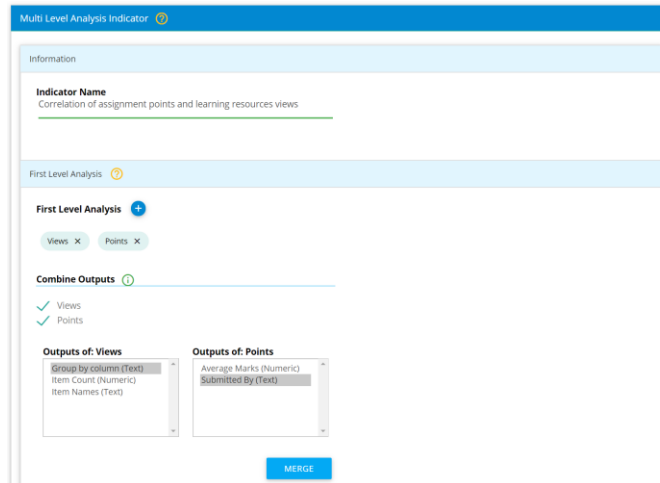 Multi Level Analysis Indicator ?
Information
Indicator Name
Correlation of assignment points and learning resources views
First Level Analysis ?
First Level Analysis +
Views × Points ×
Combine Outputs i
Views
Points
Outputs of: Views
Group by column (Text)
Item Count (Numeric)
Item Names (Text)
Outputs of: Points
Average Marks (Numeric)
Submitted By (Text)
MERGE